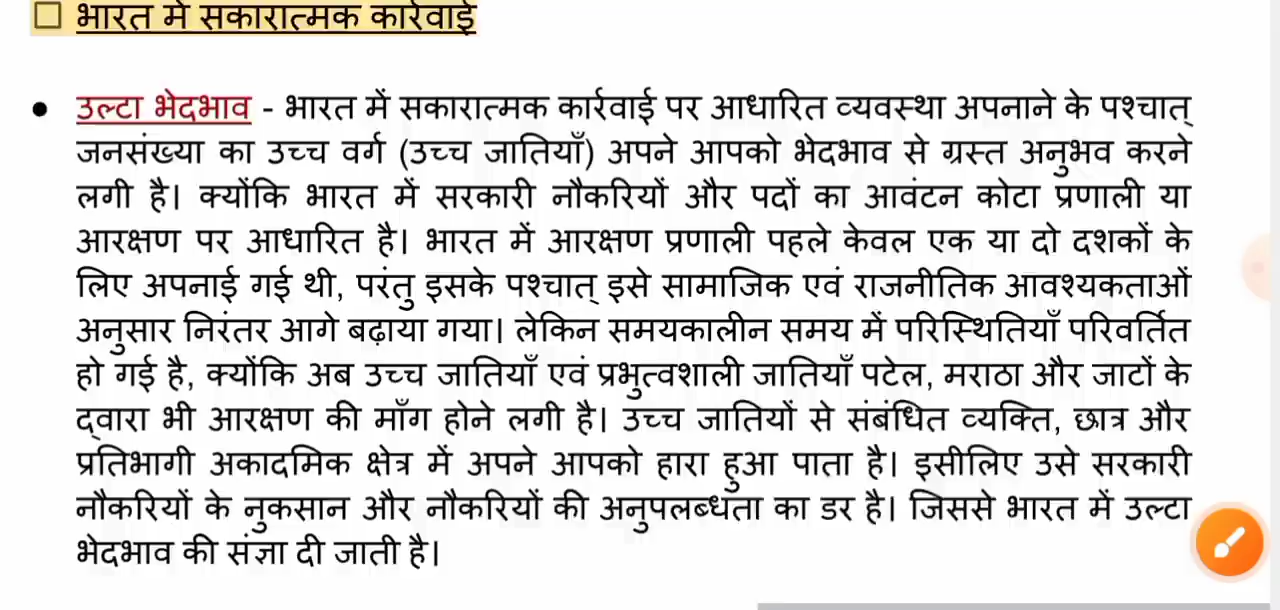 □ भारत में सकारात्मक कार्रवाई
• उल्टा भेदभाव - भारत में सकारात्मक कार्रवाई पर आधारित व्यवस्था अपनाने के पश्चात्
जनसंख्या का उच्च वर्ग (उच्च जातियाँ) अपने आपको भेदभाव से ग्रस्त अनुभव करने
लगी है। क्योंकि भारत में सरकारी नौकरियों और पदों का आवंटन कोटा प्रणाली या
आरक्षण पर आधारित है। भारत में आरक्षण प्रणाली पहले केवल एक या दो दशकों के
लिए अपनाई गई थी, परंतु इसके पश्चात् इसे सामाजिक एवं राजनीतिक आवश्यकताओं
अनुसार निरंतर आगे बढ़ाया गया। लेकिन समयकालीन समय में परिस्थितियाँ परिवर्तित
हो गई है, क्योंकि अब उच्च जातियाँ एवं प्रभुत्वशाली जातियाँ पटेल, मराठा और जाटों के
द्वारा भी आरक्षण की माँग होने लगी है। उच्च जातियों से संबंधित व्यक्ति, छात्र और
प्रतिभागी अकादमिक क्षेत्र में अपने आपको हारा हुआ पाता है। इसीलिए उसे सरकारी
नौकरियों के नुकसान और नौकरियों की अनुपलब्धता का डर है। जिससे भारत में उल्टा
भेदभाव की संज्ञा दी जाती है।